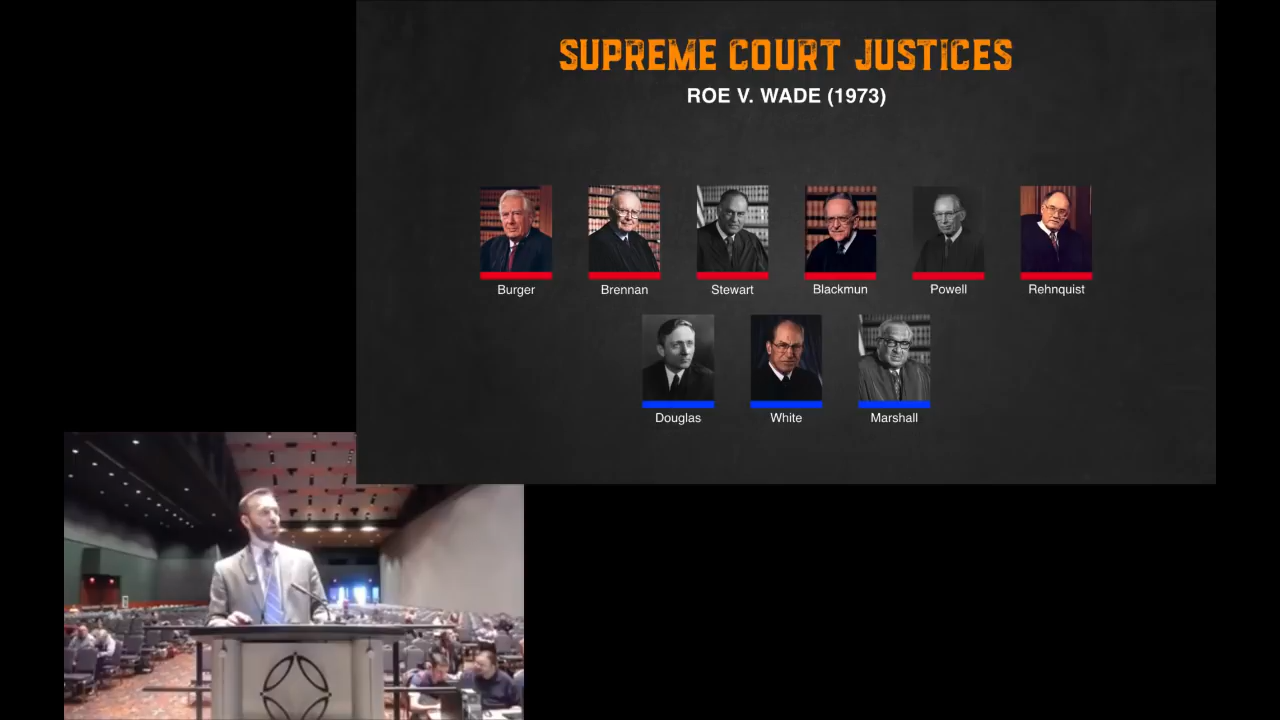 SUPREME COURT JUSTICES
ROE V. WADE (1973)
Burger Brennan Stewart Blackmun Powell Rehnquist
Douglas White Marshall